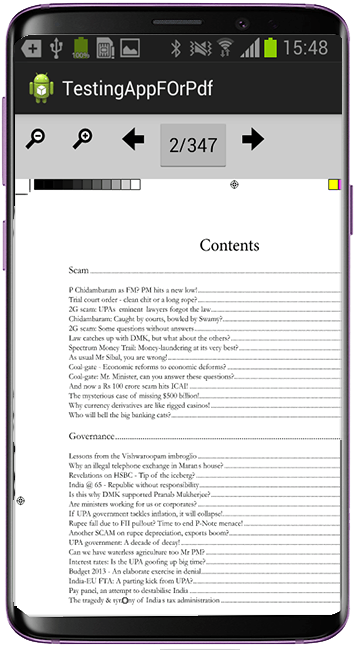 100%
15:48
TestingAppFOrPdf
2/347
Contents
Scam
P Chidambaram as FM? PM hits a new low!
Trial court order - clean chit or a long rope?
2G scam: UPAs eminent lawyers forgot the law
Chidambaram: Caught by courts, bowled by Swamy?
2G scam: Some questions without answers
Law catches up with DMK, but what about the others?
Spectrum Money Trail: Money-laundering at its very best?
As usual Mr Sibal, you are wrong!
Coal-gate - Economic reforms to economic deforms?
Coal-gate: Mr. Minister, can you answer these questions?
And now a Rs 100 crore scam hits ICAI!
The mysterious case of missing $500 billion!
Why currency derivatives are like rigged casinos!
Who will bell the big banking cats?
Governance
Lessons from the Vishwaroopam imbroglio
Why an illegal telephone exchange in Maran's house?
Revelations on HSBC - Tip of the iceberg?
India @ 65 - Republic without responsibility
Is this why DMK supported Pranab Mukherjee?
Are ministers working for us or corporates?
If UPA government tackles inflation, it will collapse!
Rupee fall due to FII pullout? Time to end P-Note menace!
Another SCAM on rupee depreciation, exports boom?
UPA government: A decade of decay!
Can we have waterless agriculture too Mr PM?
Interest rates: Is the UPA goofing up big time?
Budget 2013 - An elaborate exercise in denial
India-EU FTA: A parting kick from UPA?
Pay panel, an attempt to destabilise India
The tragedy & tyrany of India's tax administration